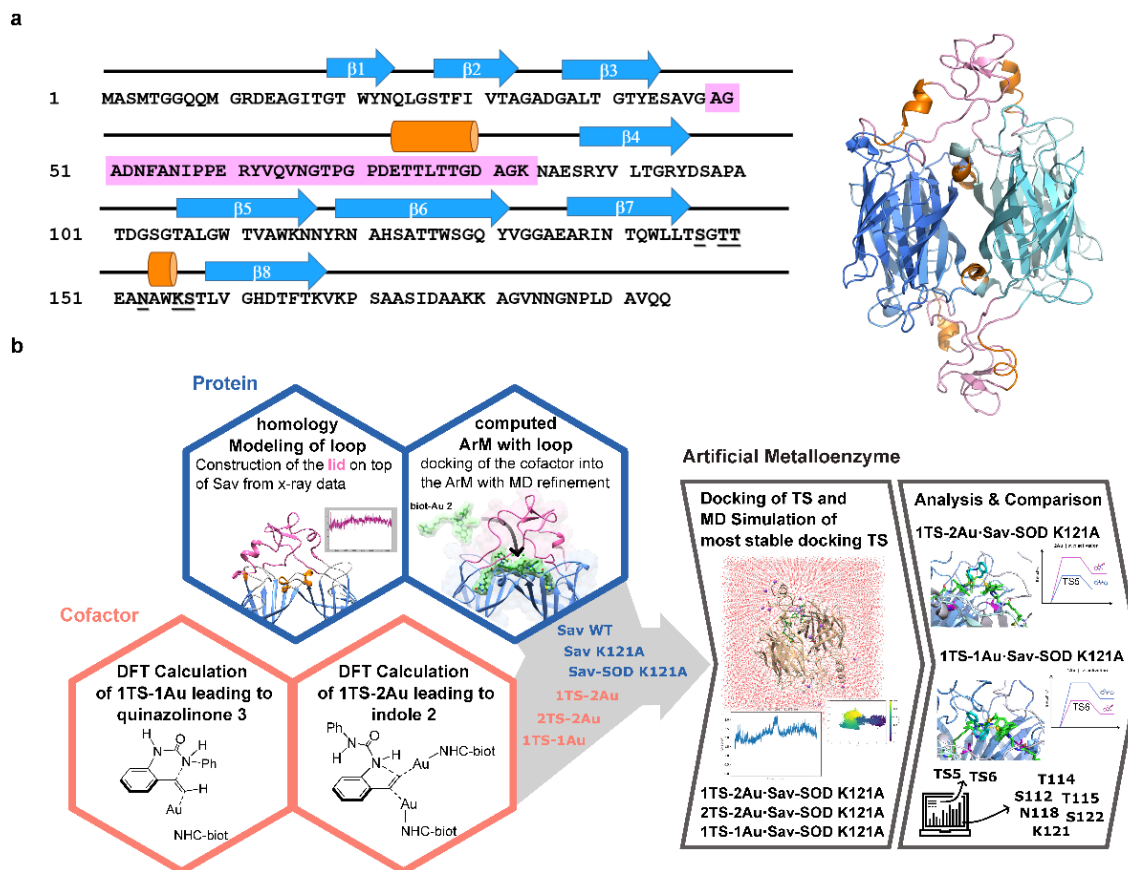 a
β1 β2 β3
1 MASMTGGQQM GRDEAGITGT WYNQLGSTFI VTAGADGALT GTYESAVGAG
β4
51 ADNFANIPPE RYVQVNGTPG PDETTLTTGD AGKNAESRYV LTGRYDSAPA
β5 β6 β7
101 TDGSGTALGW TVAWKNNYRN AHSATTWSGQ YVGGAEARIN TQWLLTSGTT
β8
151 EANAWKSTLV GHDTFTKVKP SAASIDAAKK AGVNNGNPLD AVQQ
b
Protein
homology
Modeling of loop
Construction of the lid on top
of Sav from x-ray data
computed
ArM with loop
docking of the cofactor into
the ArM with MD refinement
biot-Au 2
Cofactor
DFT Calculation
of 1TS-1Au leading to
quinazolinone 3
H
N
O
N
H
Ph
H
Au
NHC-biot
DFT Calculation
of 1TS-2Au leading to
indole 2
Ph
N
O
H
N
H
Au
NHC-biot
Au
NHC-biot
Sav WT
Sav K121A
Sav-SOD K121A
1TS-2Au
2TS-2Au
1TS-1Au
Artificial Metalloenzyme
Docking of TS and
MD Simulation of
most stable docking TS
1TS-2Au·Sav-SOD K121A
2TS-2Au·Sav-SOD K121A
1TS-1Au·Sav-SOD K121A
Analysis & Comparison
1TS-2Au·Sav-SOD K121A
TS5
1TS-1Au·Sav-SOD K121A
TS6
TS5 TS6
T114
S112 T115
N118 S122
K121